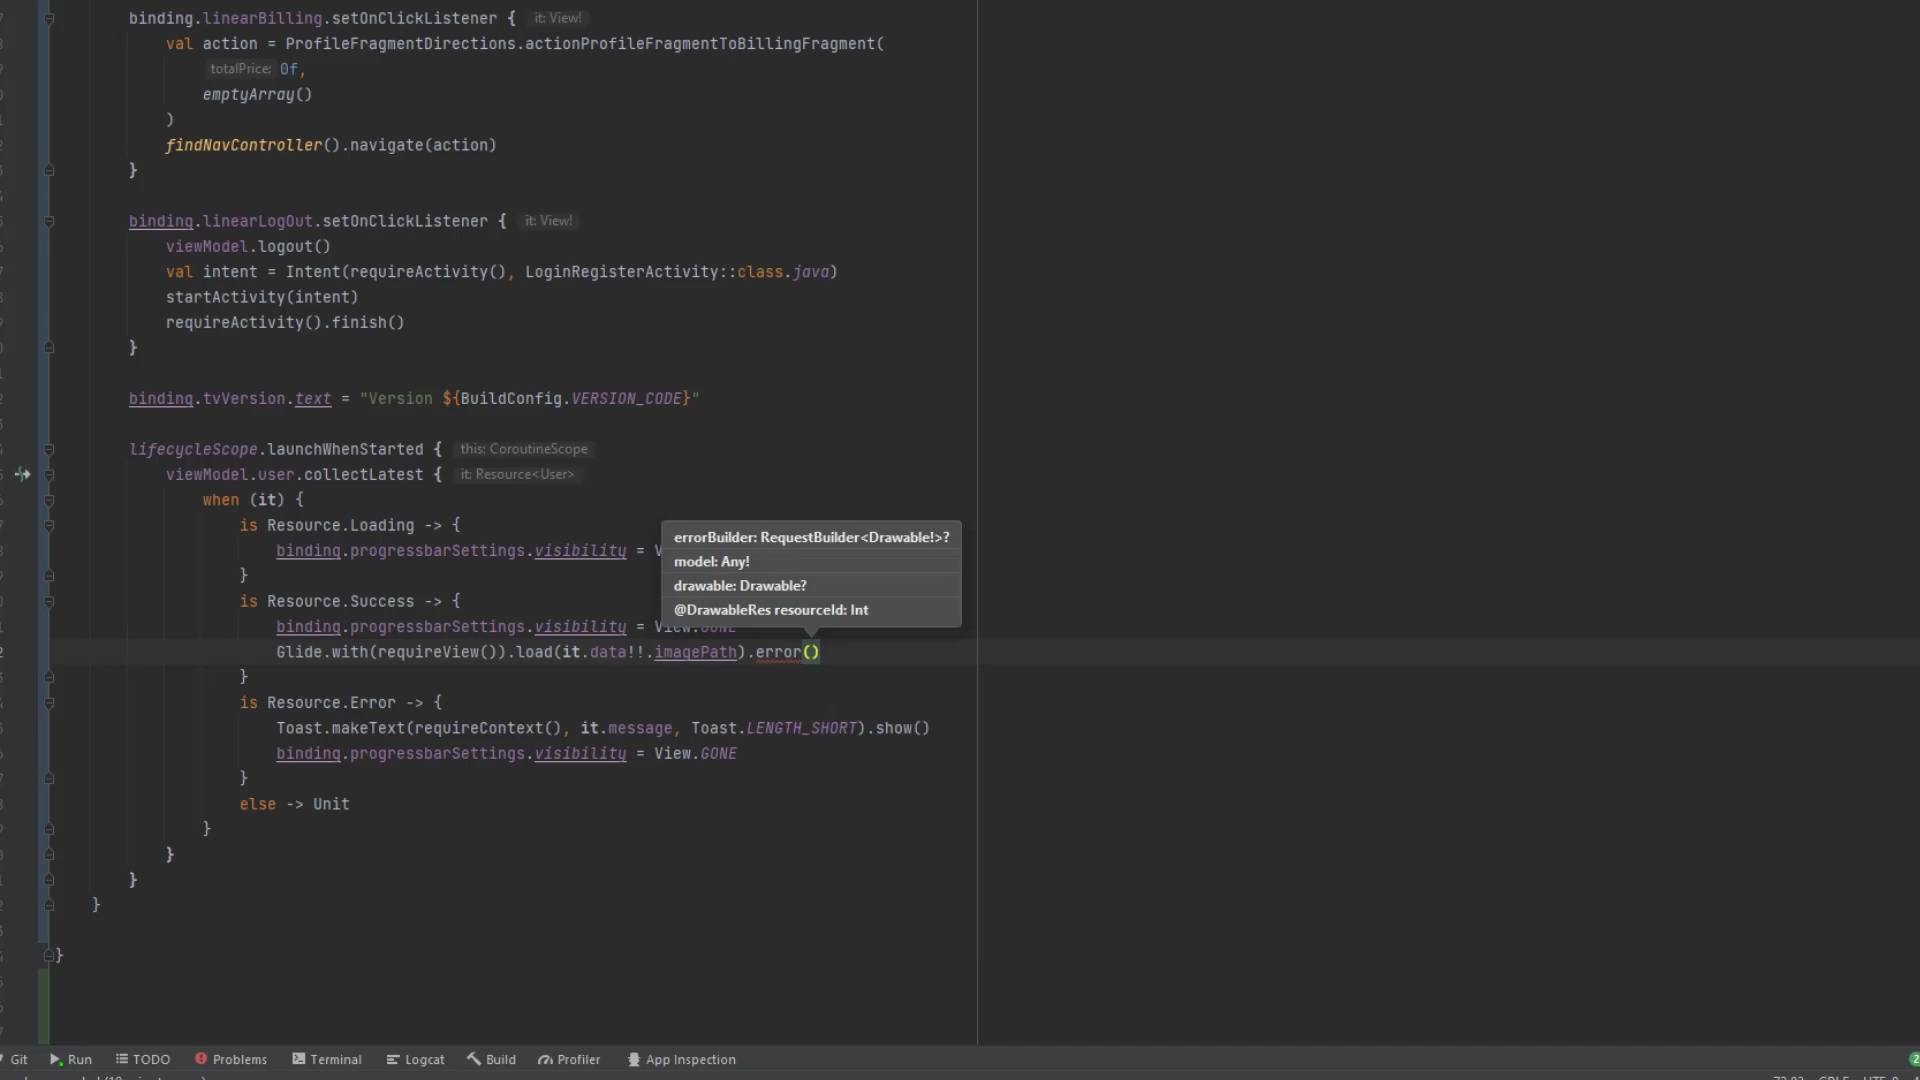 binding.linearBilling.setOnClickListener { it: View!
val action = ProfileFragmentDirections.actionProfileFragmentToBillingFragment(
totalPrice: 0f,
emptyArray()
)
findNavController().navigate(action)
}
binding.linearLogOut.setOnClickListener { it: View!
viewModel.logout()
val intent = Intent(requireActivity(), LoginRegisterActivity::class.java)
startActivity(intent)
requireActivity().finish()
}
binding.tvVersion.text = "Version ${BuildConfig.VERSION_CODE}"
lifecycleScope.launchWhenStarted { this: CoroutineScope
viewModel.user.collectLatest { it: Resource<User>
when (it) {
is Resource.Loading -> {
binding.progressbarSettings.visibility = V
}
is Resource.Success -> {
binding.progressbarSettings.visibility = View.GONE
Glide.with(requireView()).load(it.data!!.imagePath).error()
}
is Resource.Error -> {
Toast.makeText(requireContext(), it.message, Toast.LENGTH_SHORT).show()
binding.progressbarSettings.visibility = View.GONE
}
else -> Unit
}
}
}
}
}
errorBuilder: RequestBuilder<Drawable!>?
model: Any!
drawable: Drawable?
@DrawableRes resourceId: Int
Git Run TODO Problems Terminal Logcat Build Profiler App Inspection